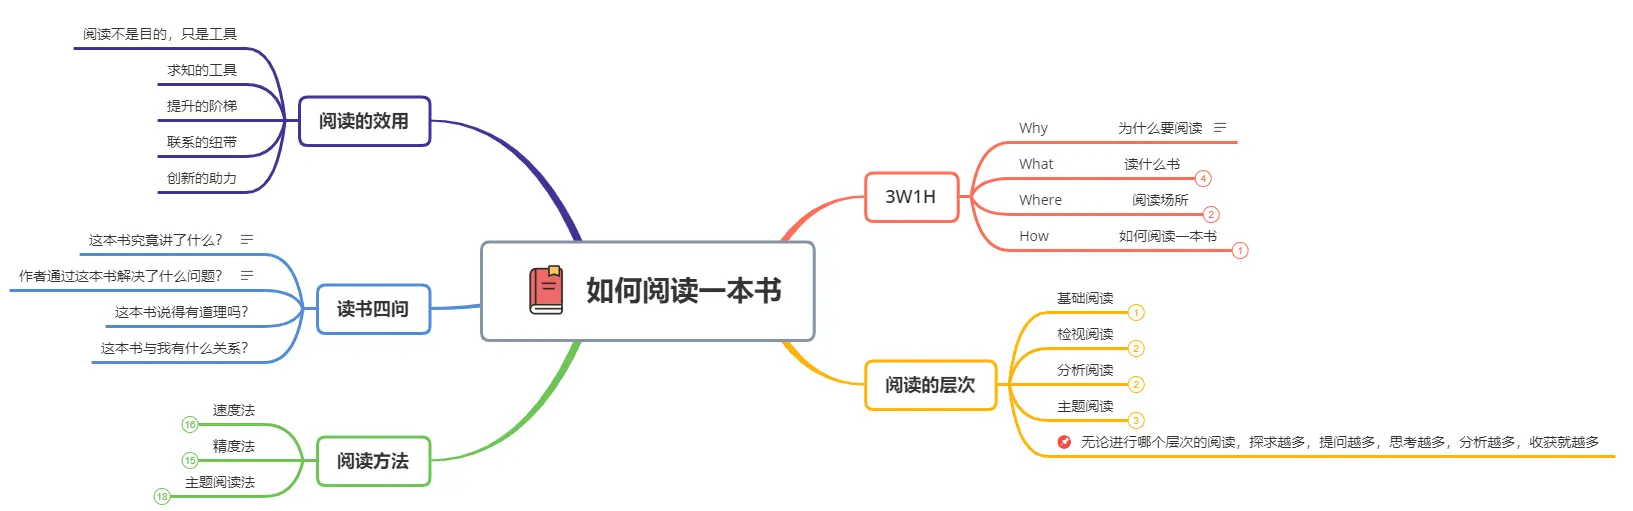 如何阅读一本书
3W1H
Why 为什么要阅读
What 读什么书 4
Where 阅读场所 2
How 如何阅读一本书 1
阅读的层次
基础阅读 1
检视阅读 2
分析阅读 2
主题阅读 3
无论进行哪个层次的阅读，探求越多，提问越多，思考越多，分析越多，收获就越多
阅读的效用
阅读不是目的，只是工具
求知的工具
提升的阶梯
联系的纽带
创新的助力
读书四问
这本书究竟讲了什么？
作者通过这本书解决了什么问题？
这本书说得有道理吗？
这本书与我有什么关系？
阅读方法
速度法 16
精度法 15
主题阅读法 18